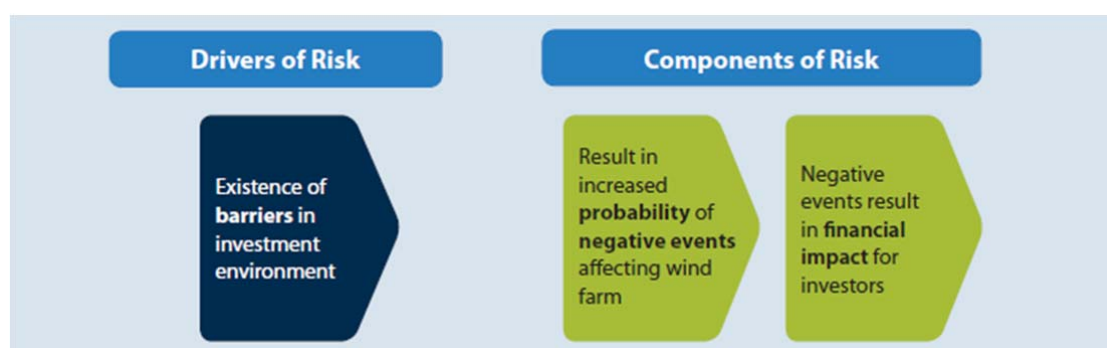 Drivers of Risk
Components of Risk
Existence of
barriers in
investment
environment
Result in
increased
probability of
negative events
affecting wind
farm
Negative
events result
in financial
impact for
investors